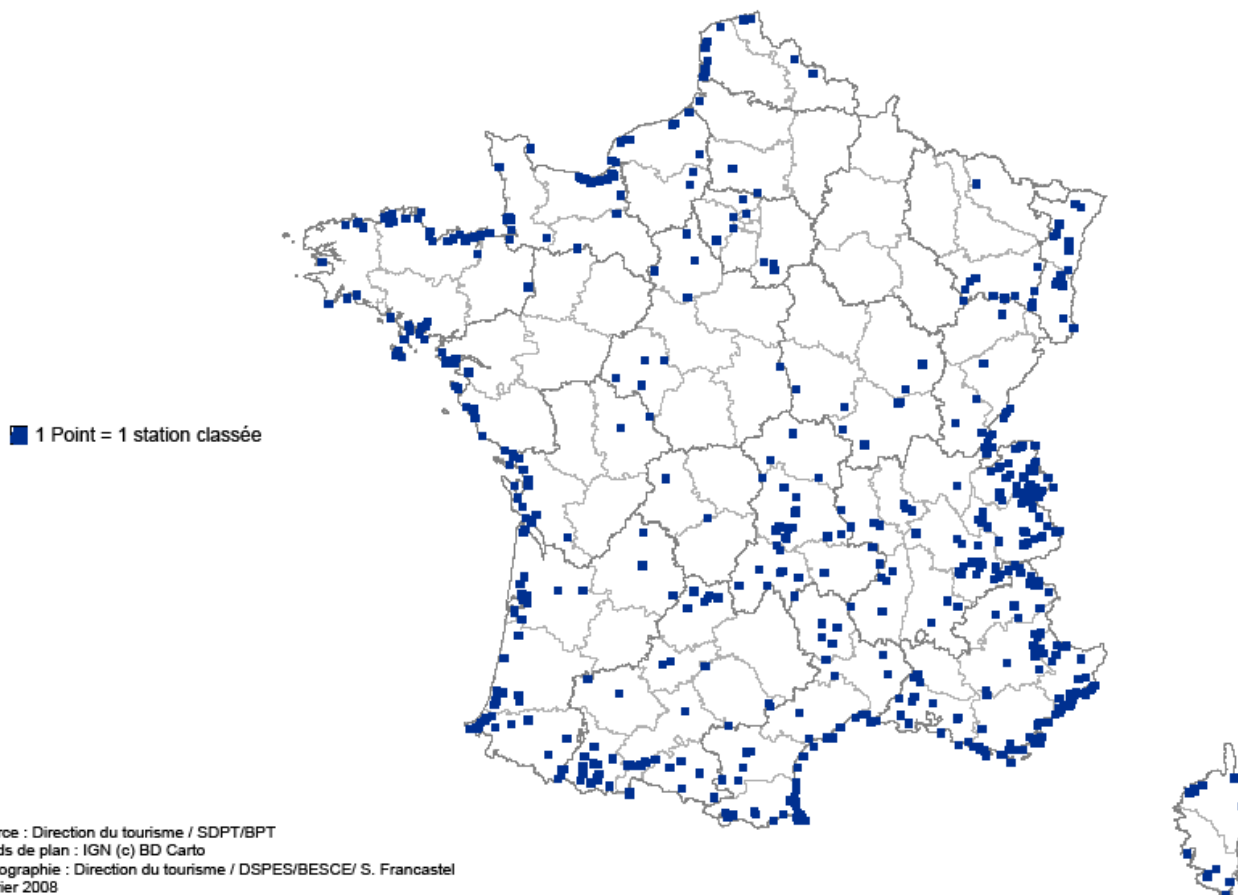 1 Point = 1 station classée
rce : Direction du tourisme / SDPT/BPT
ds de plan : IGN (c) BD Carto
ographie : Direction du tourisme / DSPES/BESCE/ S. Francastel
rier 2008